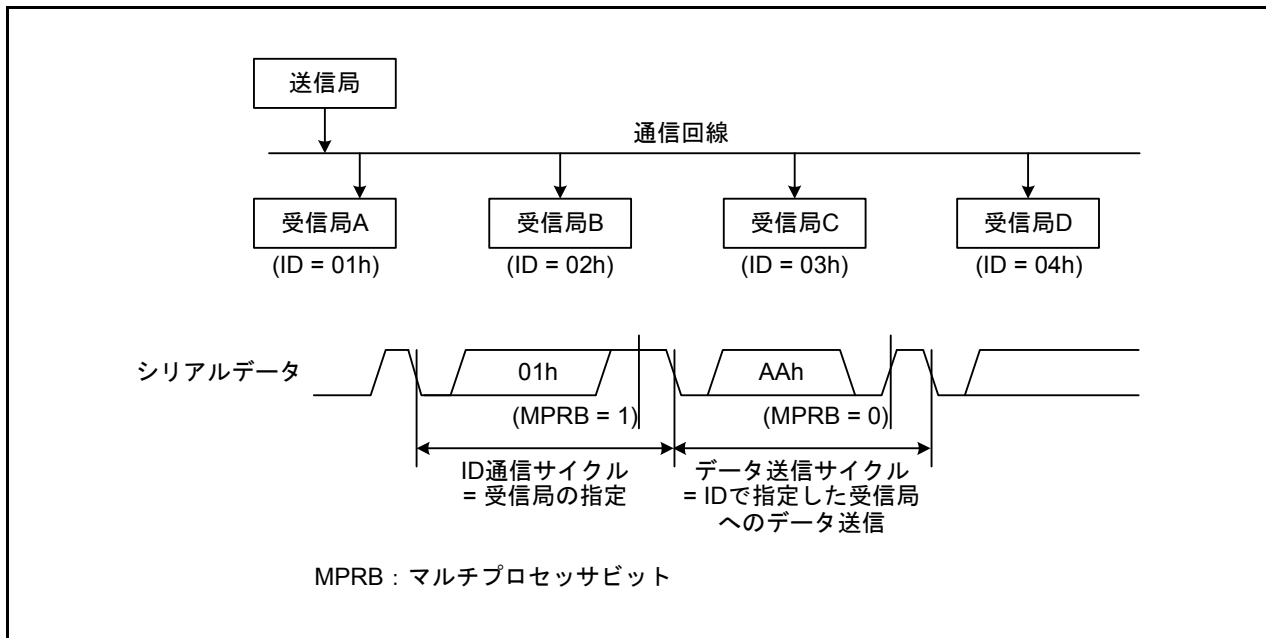 送信局
通信回線
受信局A
受信局B
受信局C
受信局D
(ID = 01h)
(ID = 02h)
(ID = 03h)
(ID = 04h)
シリアルデータ
01h
AAh
(MPRB = 1)
(MPRB = 0)
ID通信サイクル
= 受信局の指定
データ送信サイクル
= IDで指定した受信局
へのデータ送信
MPRB：マルチプロセッサビット